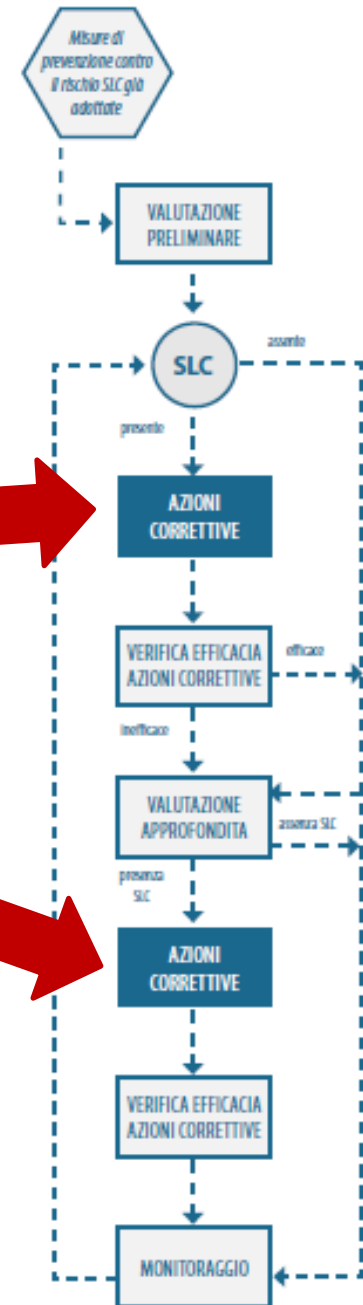 Misure di
prevenzione contro
il rischio SLC già
adottate
VALUTAZIONE
PRELIMINARE
SLC
assente
presente
AZIONI
CORRETTIVE
VERIFICA EFFICACIA
AZIONI CORRETTIVE
efficace
inefficace
VALUTAZIONE
APPROFONDITA
assenza SLC
presenza
SLC
AZIONI
CORRETTIVE
VERIFICA EFFICACIA
AZIONI CORRETTIVE
MONITORAGGIO